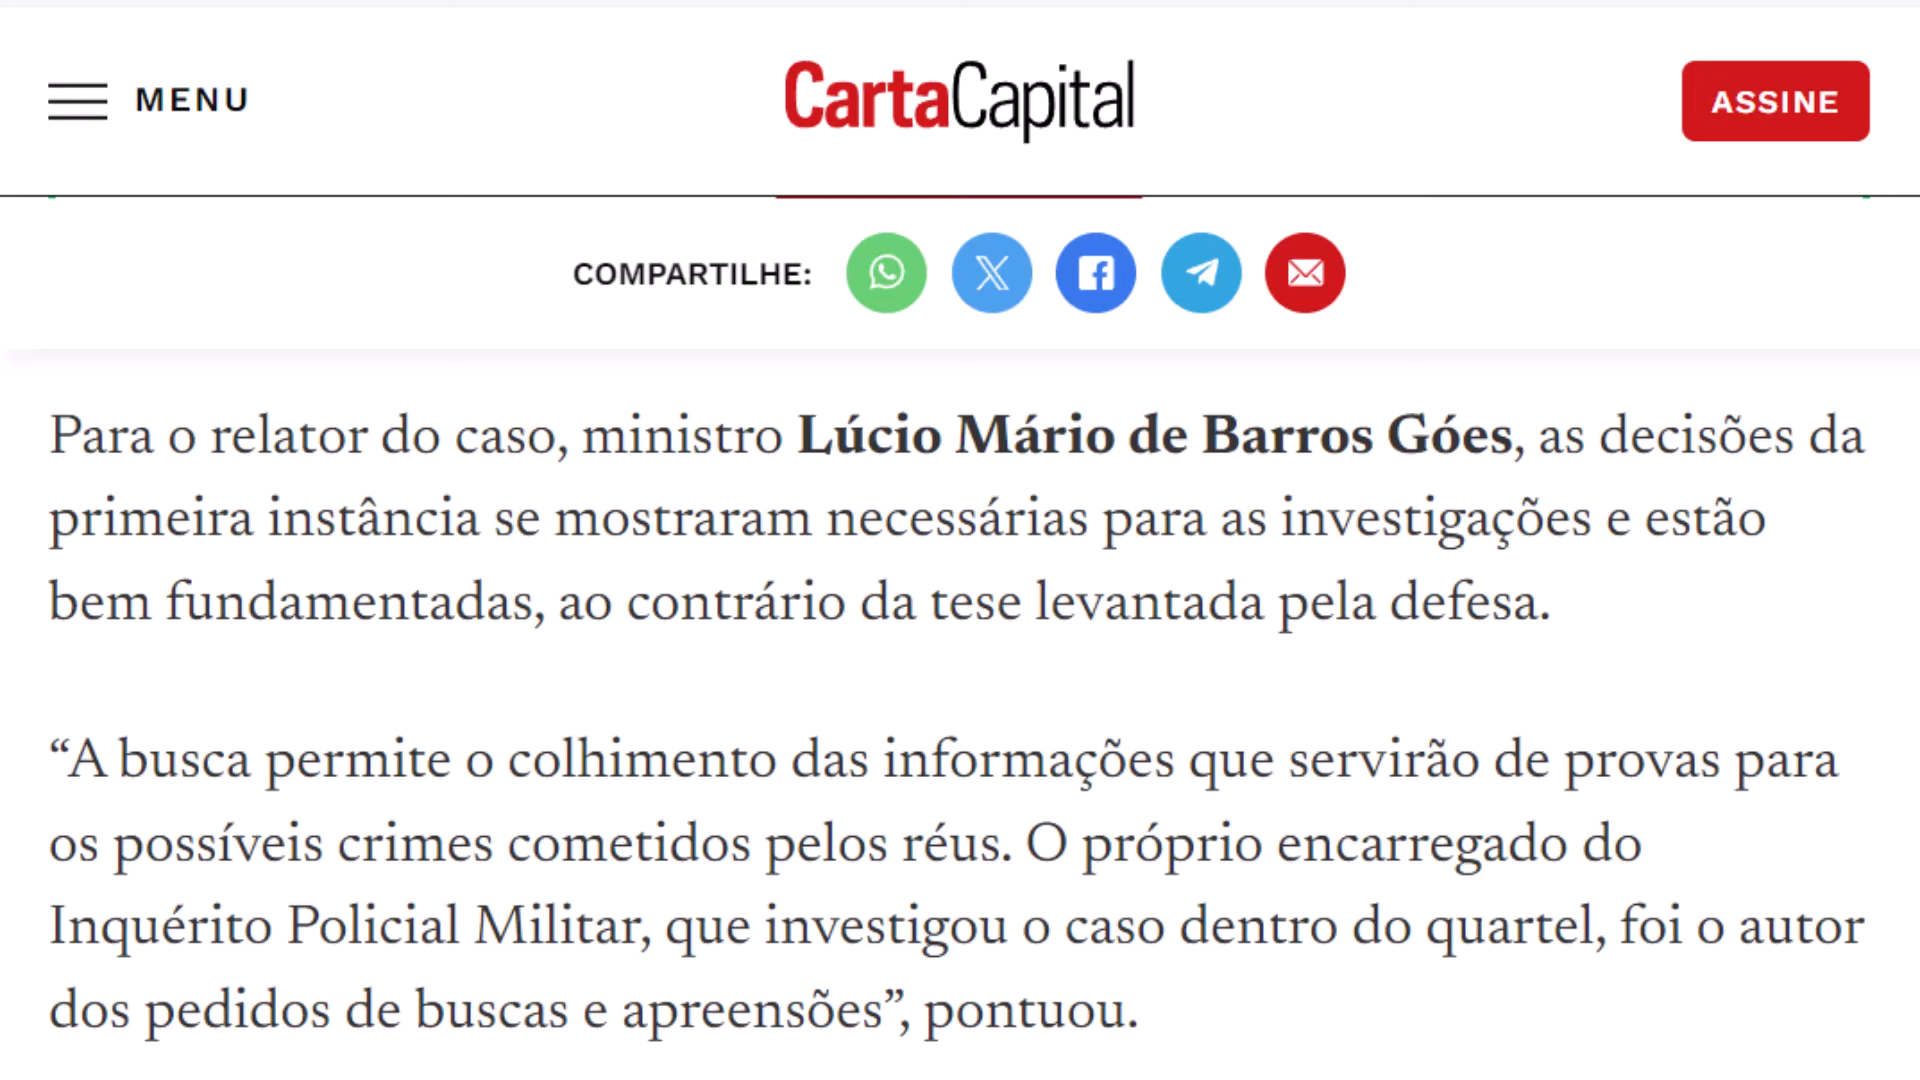 MENU
CartaCapital
ASSINE
COMPARTILHE:
Para o relator do caso, ministro Lúcio Mário de Barros Góes, as decisões da
primeira instância se mostraram necessárias para as investigações e estão
bem fundamentadas, ao contrário da tese levantada pela defesa.
“A busca permite o colhimento das informações que servirão de provas para
os possíveis crimes cometidos pelos réus. O próprio encarregado do
Inquérito Policial Militar, que investigou o caso dentro do quartel, foi o autor
dos pedidos de buscas e apreensões”, pontuou.